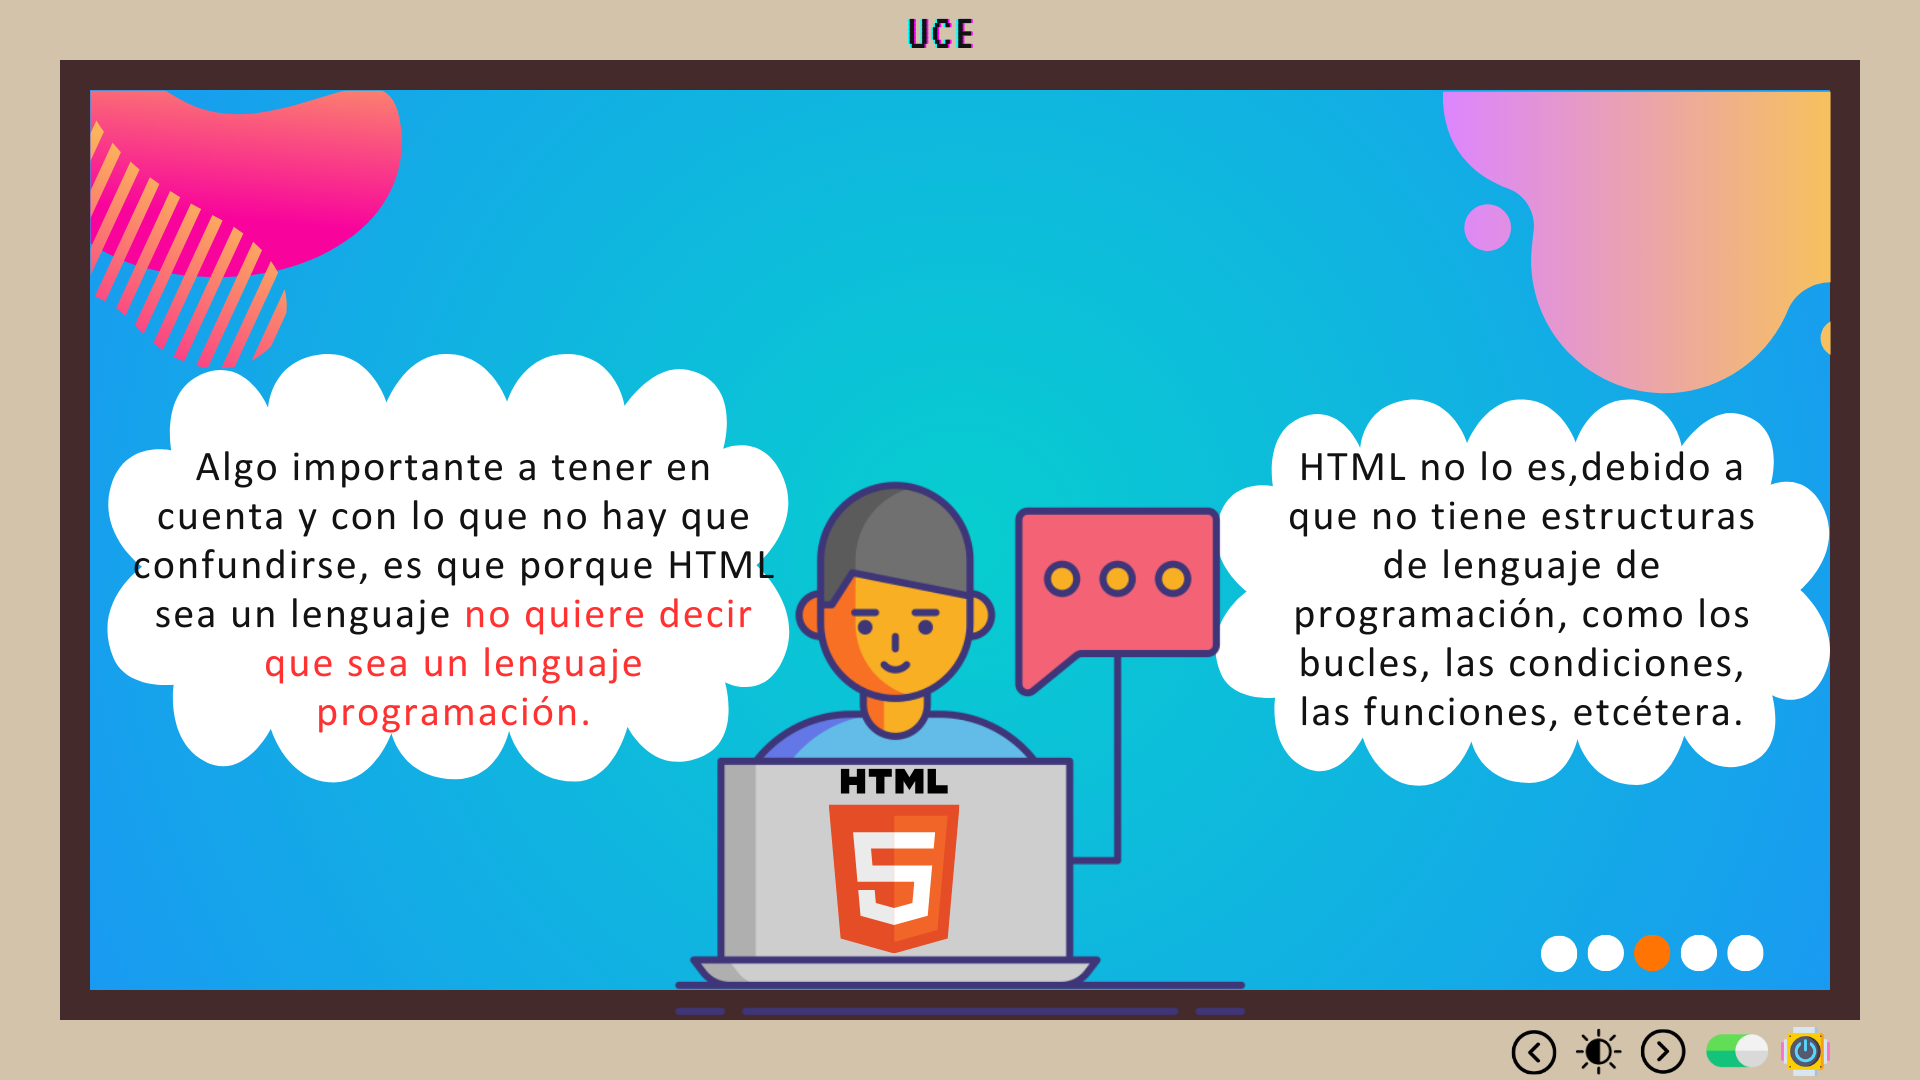 UCE
Algo importante a tener en
cuenta y con lo que no hay que
confundirse, es que porque HTML
sea un lenguaje no quiere decir
que sea un lenguaje
programación.
HTML no lo es,debido a
que no tiene estructuras
de lenguaje de
programación, como los
bucles, las condiciones,
las funciones, etcétera.
HTML
5